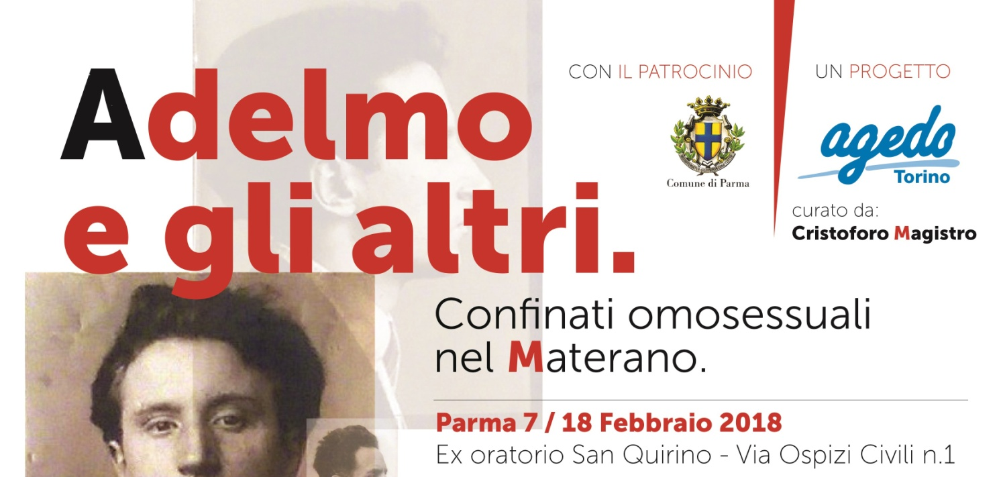 Adelmo
e gli altri.
CON IL PATROCINIO
Comune di Parma
UN PROGETTO
agedo
Torino
curato da:
Cristoforo Magistro
Confinati omosessuali
nel Materano.
Parma 7 / 18 Febbraio 2018
Ex oratorio San Quirino - Via Ospizi Civili n.1